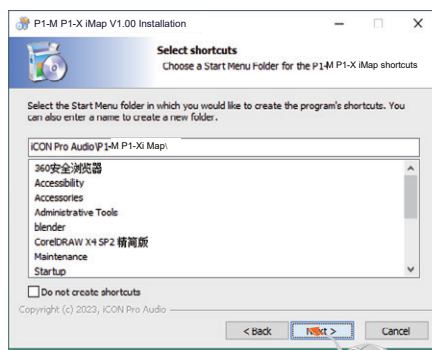 P1-M P1-X iMap V1.00 Installation
Select shortcuts
Choose a Start Menu Folder for the P1-M P1-X iMap shortcuts
Select the Start Menu folder in which you would like to create the program's shortcuts. You
can also enter a name to create a new folder.
iCON Pro Audio\P1-M P1-Xi Map\
360安全浏览器
Accessibility
Accessories
Administrative Tools
blender
CorelDRAW X4 SP2 精简版
Maintenance
Startup
Do not create shortcuts
Copyright (c) 2023, iCON Pro Audio
< Back Next > Cancel